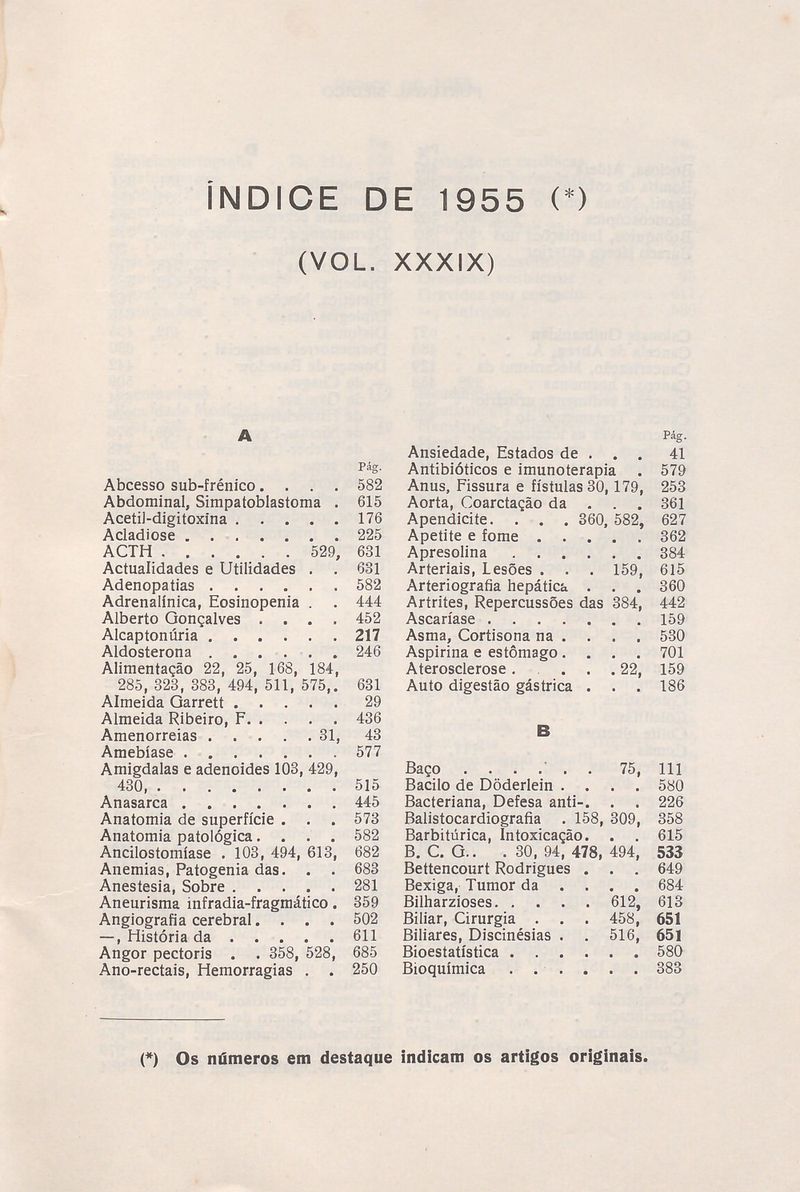 ÍNDICE DE 1955 (*)
(VOL. XXXIX)
A
Pág.
Abcesso sub-frénico. . . . 582
Abdominal, Simpatoblastoma . 615
Acetil-digitoxina . . . . . 176
Acladiose . . . . . . . 225
ACTH . . . . . . 529, 631
Actualidades e Utilidades . . 631
Adenopatias . . . . . . 582
Adrenalínica, Eosinopenia . . 444
Alberto Gonçalves . . . . 452
Alcaptonúria . . . . . . 217
Aldosterona . . . . . . 246
Alimentação 22, 25, 168, 184,
285, 323, 383, 494, 511, 575,. 631
Almeida Garrett . . . . . 29
Almeida Ribeiro, F. . . . . 436
Amenorreias . . . . . 31, 43
Amebíase . . . . . . . 577
Amigdalas e adenoides 103, 429,
430, . . . . . . . . 515
Anasarca . . . . . . . 445
Anatomia de superfície . . . 573
Anatomia patológica. . . . 582
Ancilostomíase . 103, 494, 613, 682
Anemias, Patogenia das. . . 683
Anestesia, Sobre . . . . . 281
Aneurisma infradia-fragmático . 359
Angiografia cerebral. . . . 502
—, História da . . . . . 611
Angor pectoris . . 358, 528, 685
Ano-rectais, Hemorragias . . 250
Pág.
Ansiedade, Estados de . . . 41
Antibióticos e imunoterapia . 579
Anus, Fissura e fístulas 30, 179, 253
Aorta, Coarctação da . . . 361
Apendicite. . . . 360, 582, 627
Apetite e fome . . . . . 362
Apresolina . . . . . . 384
Arteriais, Lesões . . . 159, 615
Arteriografia hepática . . . 360
Artrites, Repercussões das 384, 442
Ascaríase . . . . . . . 159
Asma, Cortisona na . . . . 530
Aspirina e estômago. . . . 701
Aterosclerose . . . . 22, 159
Auto digestão gástrica . . . 186
B
Baço . . . . . . 75, 111
Bacilo de Döderlein . . . . 580
Bacteriana, Defesa anti-. . . 226
Balistocardiografia . 158, 309, 358
Barbitúrica, Intoxicação. . . 615
B. C. G. . . 30, 94, 478, 494, 533
Bettencourt Rodrigues . . . 649
Bexiga, Tumor da . . . . 684
Bilharzioses. . . . . 612, 613
Biliar, Cirurgia . . . 458, 651
Biliares, Discinésias . . 516, 651
Bioestatística . . . . . . 580
Bioquímica . . . . . . 383
(*) Os números em destaque indicam os artigos originais.